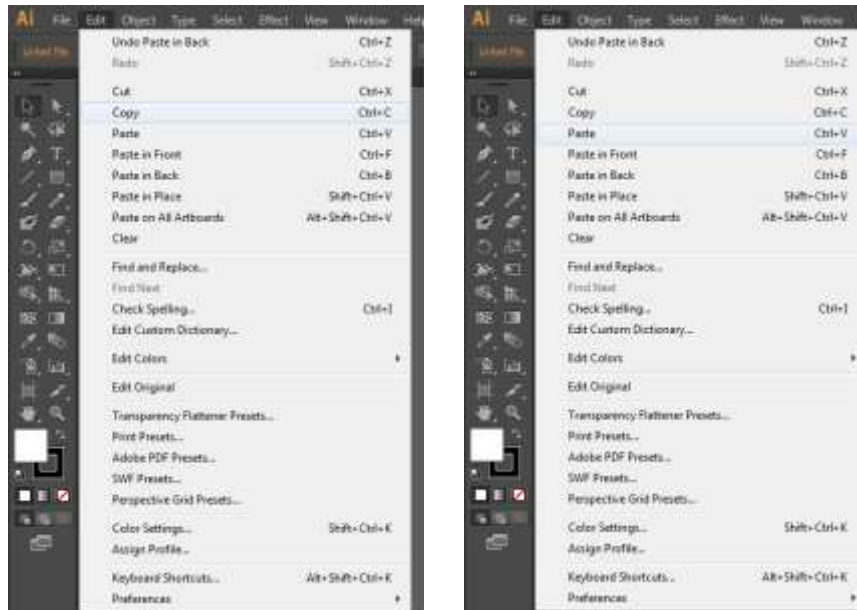 Ai File Edit Object Type Select Effect View Window Help
Linked File
Undo Paste in Back Ctrl+Z
Redo Shift+Ctrl+Z
Cut Ctrl+X
Copy Ctrl+C
Paste Ctrl+V
Paste in Front Ctrl+F
Paste in Back Ctrl+B
Paste in Place Shift+Ctrl+V
Paste on All Artboards Alt+Shift+Ctrl+V
Clear
Find and Replace...
Find Next
Check Spelling... Ctrl+I
Edit Custom Dictionary...
Edit Colors
Edit Original
Transparency Flattener Presets...
Print Presets...
Adobe PDF Presets...
SWF Presets...
Perspective Grid Presets...
Color Settings... Shift+Ctrl+K
Assign Profile...
Keyboard Shortcuts... Alt+Shift+Ctrl+K
Preferences
Ai File Edit Object Type Select Effect View Window
Linked File
Undo Paste in Back Ctrl+Z
Redo Shift+Ctrl+Z
Cut Ctrl+X
Copy Ctrl+C
Paste Ctrl+V
Paste in Front Ctrl+F
Paste in Back Ctrl+B
Paste in Place Shift+Ctrl+V
Paste on All Artboards Alt+Shift+Ctrl+V
Clear
Find and Replace...
Find Next
Check Spelling... Ctrl+I
Edit Custom Dictionary...
Edit Colors
Edit Original
Transparency Flattener Presets...
Print Presets...
Adobe PDF Presets...
SWF Presets...
Perspective Grid Presets...
Color Settings... Shift+Ctrl+K
Assign Profile...
Keyboard Shortcuts... Alt+Shift+Ctrl+K
Preferences